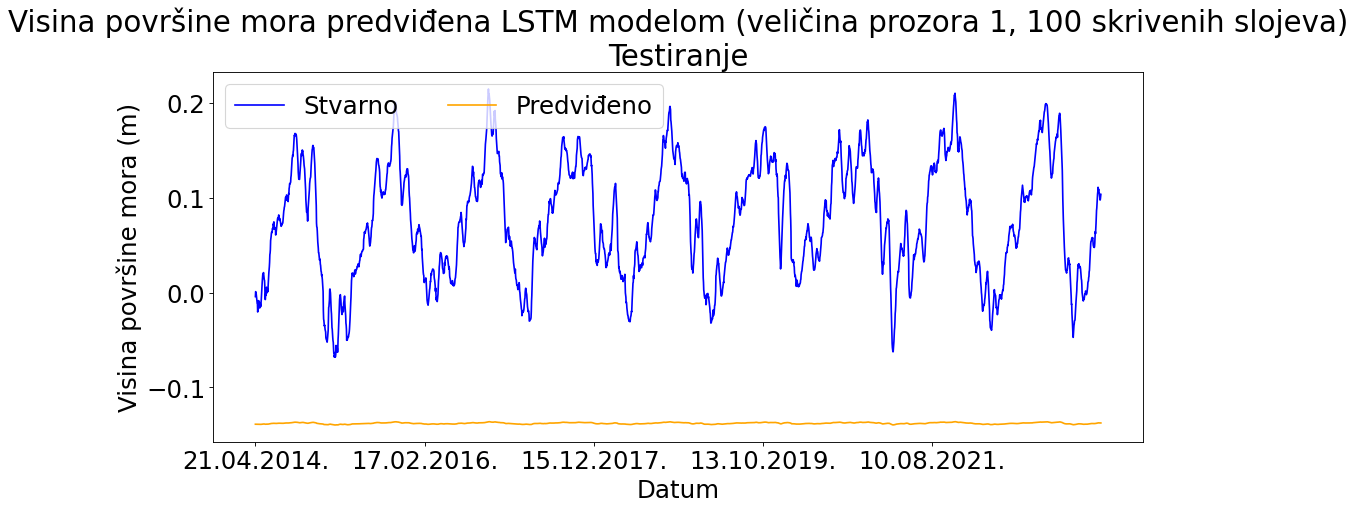 Visina površine mora predviđena LSTM modelom (veličina prozora 1, 100 skrivenih slojeva)
Testiranje
Stvarno
Predviđeno
Visina površine mora (m)
0.2
0.1
0.0
−0.1
21.04.2014.
17.02.2016.
15.12.2017.
13.10.2019.
10.08.2021.
Datum